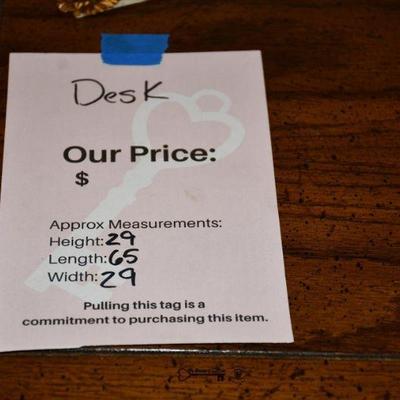 Desk
Our Price:
$
Approx Measurements:
Height: 29
Length: 65
Width: 29
Pulling this tag is a
commitment to purchasing this item.